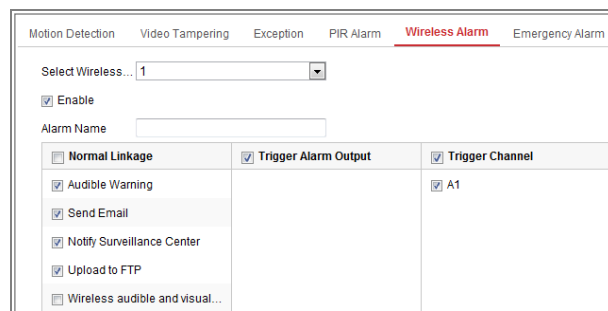 Motion Detection Video Tampering Exception PIR Alarm Wireless Alarm Emergency Alarm
Select Wireless... 1
Enable
Alarm Name
Normal Linkage Trigger Alarm Output Trigger Channel
Audible Warning A1
Send Email
Notify Surveillance Center
Upload to FTP
Wireless audible and visual...